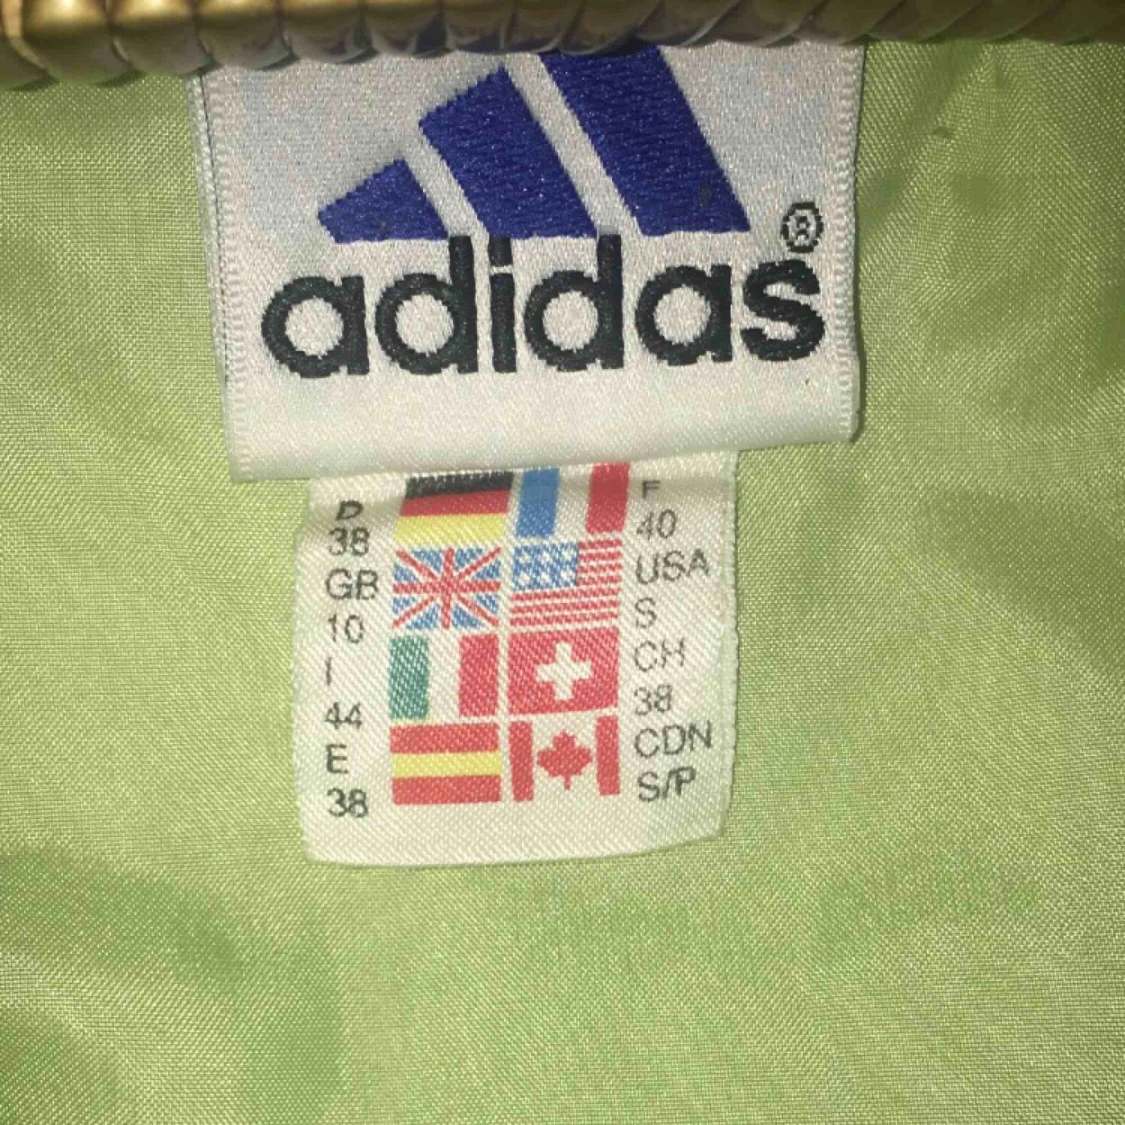 adidas
®
D
38
GB
10
I
44
E
38
F
40
USA
S
CH
38
CDN
S/P